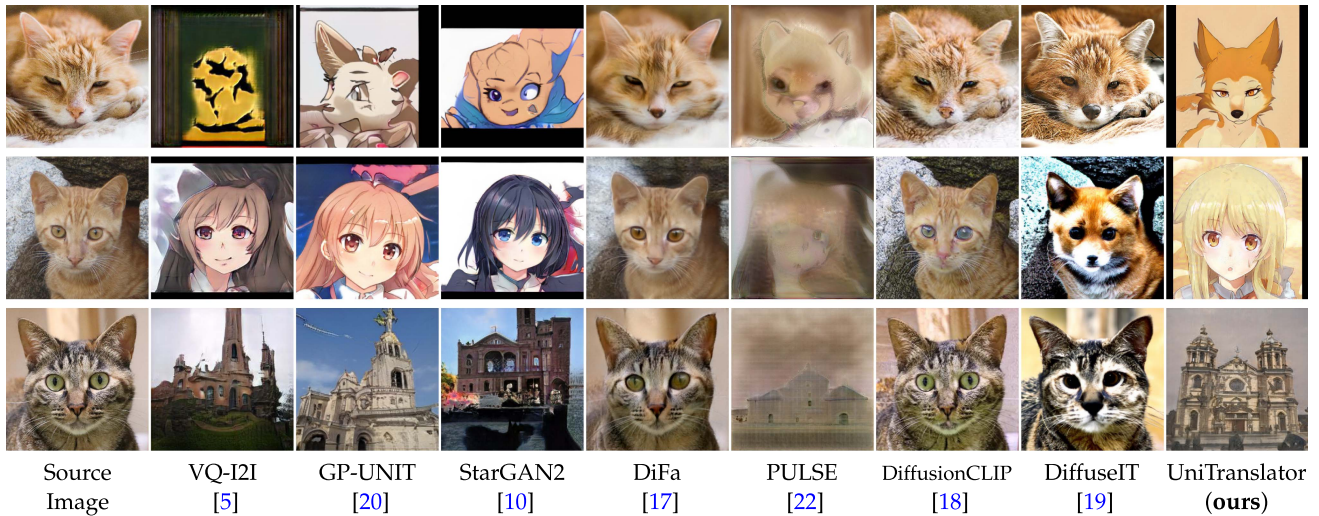 Source VQ-I2I GP-UNIT StarGAN2 DiFa PULSE DiffusionCLIP DiffuseIT UniTranslator
Image [5] [20] [10] [17] [22] [18] [19] (ours)